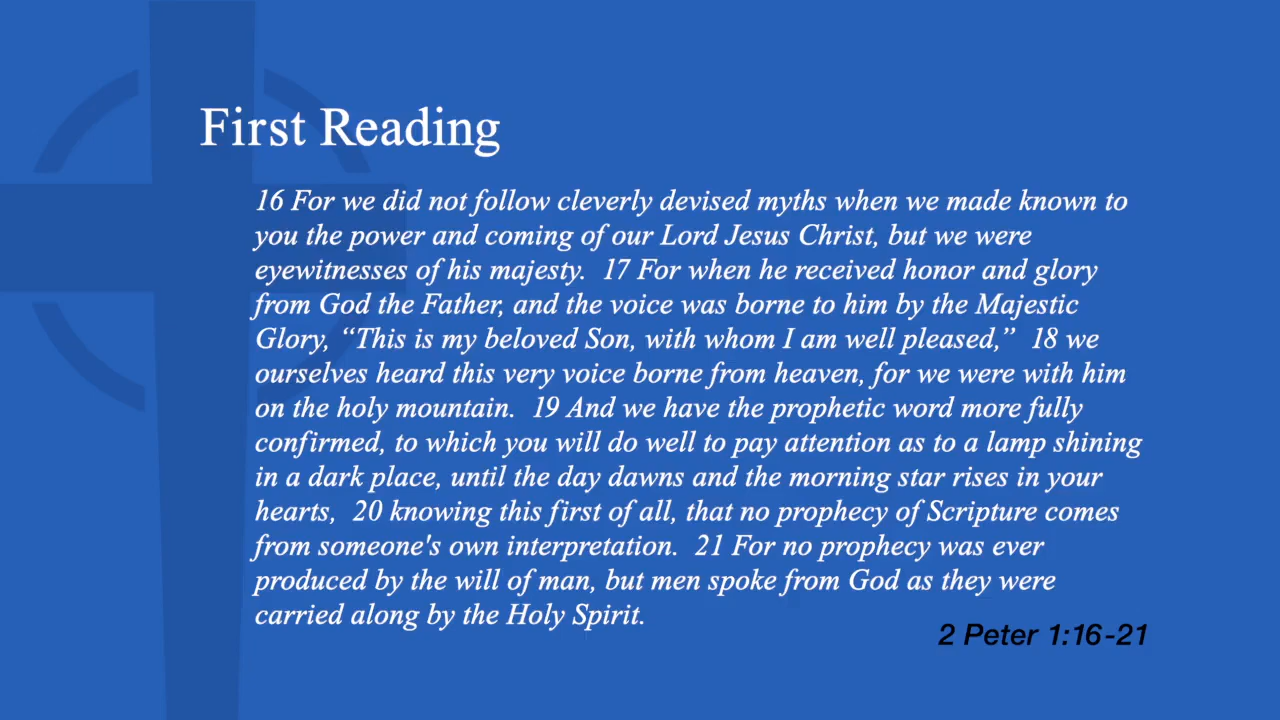 First Reading
16 For we did not follow cleverly devised myths when we made known to
you the power and coming of our Lord Jesus Christ, but we were
eyewitnesses of his majesty.  17 For when he received honor and glory
from God the Father, and the voice was borne to him by the Majestic
Glory, “This is my beloved Son, with whom I am well pleased,”  18 we
ourselves heard this very voice borne from heaven, for we were with him
on the holy mountain.  19 And we have the prophetic word more fully
confirmed, to which you will do well to pay attention as to a lamp shining
in a dark place, until the day dawns and the morning star rises in your
hearts,  20 knowing this first of all, that no prophecy of Scripture comes
from someone's own interpretation.  21 For no prophecy was ever
produced by the will of man, but men spoke from God as they were
carried along by the Holy Spirit.
2 Peter 1:16-21